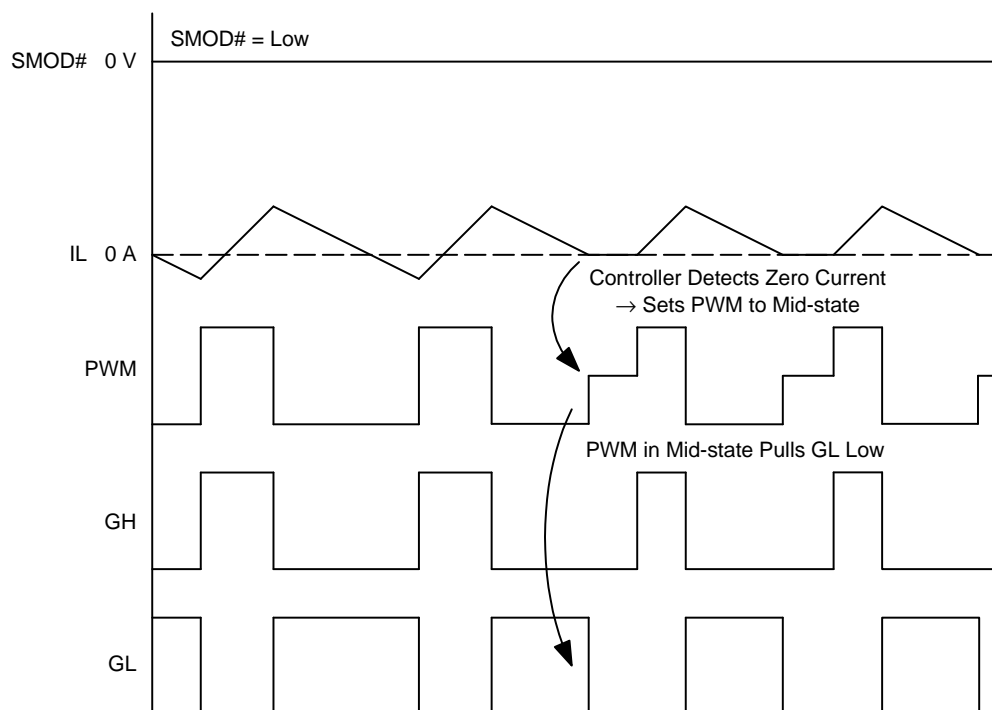 SMOD# = Low
SMOD# 0 V
IL 0 A
Controller Detects Zero Current
→ Sets PWM to Mid-state
PWM
PWM in Mid-state Pulls GL Low
GH
GL